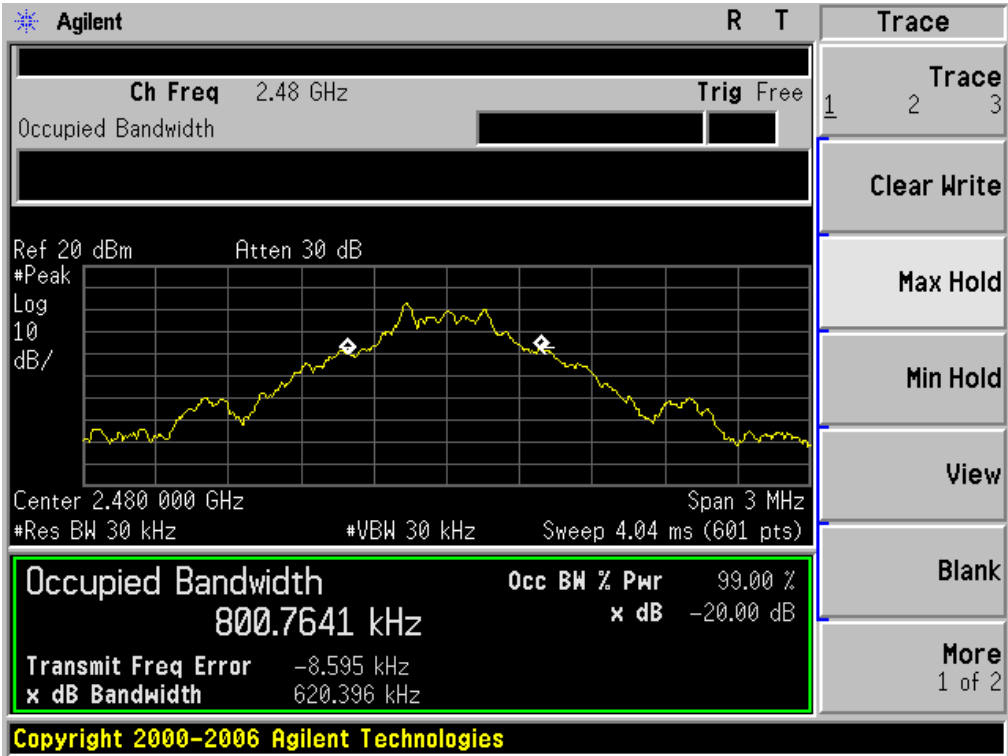 Agilent R T
Ch Freq 2.48 GHz Trig Free
Occupied Bandwidth
Ref 20 dBm Atten 30 dB
#Peak
Log
10
dB/
Center 2.480 000 GHz Span 3 MHz
#Res BW 30 kHz #VBW 30 kHz Sweep 4.04 ms (601 pts)
Occupied Bandwidth Occ BW % Pwr 99.00 %
800.7641 kHz x dB -20.00 dB
Transmit Freq Error -8.595 kHz
x dB Bandwidth 620.396 kHz
Copyright 2000-2006 Agilent Technologies
Trace
Trace
1 2 3
Clear Write
Max Hold
Min Hold
View
Blank
More
1 of 2